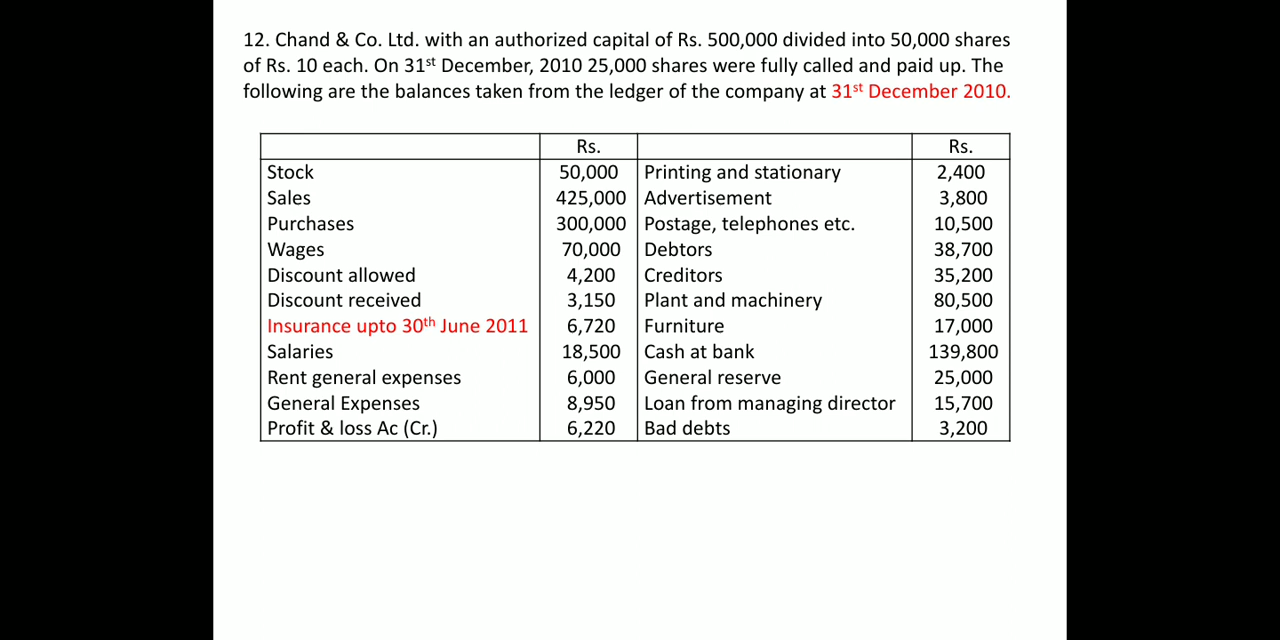 12. Chand & Co. Ltd. with an authorized capital of Rs. 500,000 divided into 50,000 shares
of Rs. 10 each. On 31st December, 2010 25,000 shares were fully called and paid up. The
following are the balances taken from the ledger of the company at 31st December 2010.
Rs. Rs.
Stock 50,000 Printing and stationary 2,400
Sales 425,000 Advertisement 3,800
Purchases 300,000 Postage, telephones etc. 10,500
Wages 70,000 Debtors 38,700
Discount allowed 4,200 Creditors 35,200
Discount received 3,150 Plant and machinery 80,500
Insurance upto 30th June 2011 6,720 Furniture 17,000
Salaries 18,500 Cash at bank 139,800
Rent general expenses 6,000 General reserve 25,000
General Expenses 8,950 Loan from managing director 15,700
Profit & loss Ac (Cr.) 6,220 Bad debts 3,200